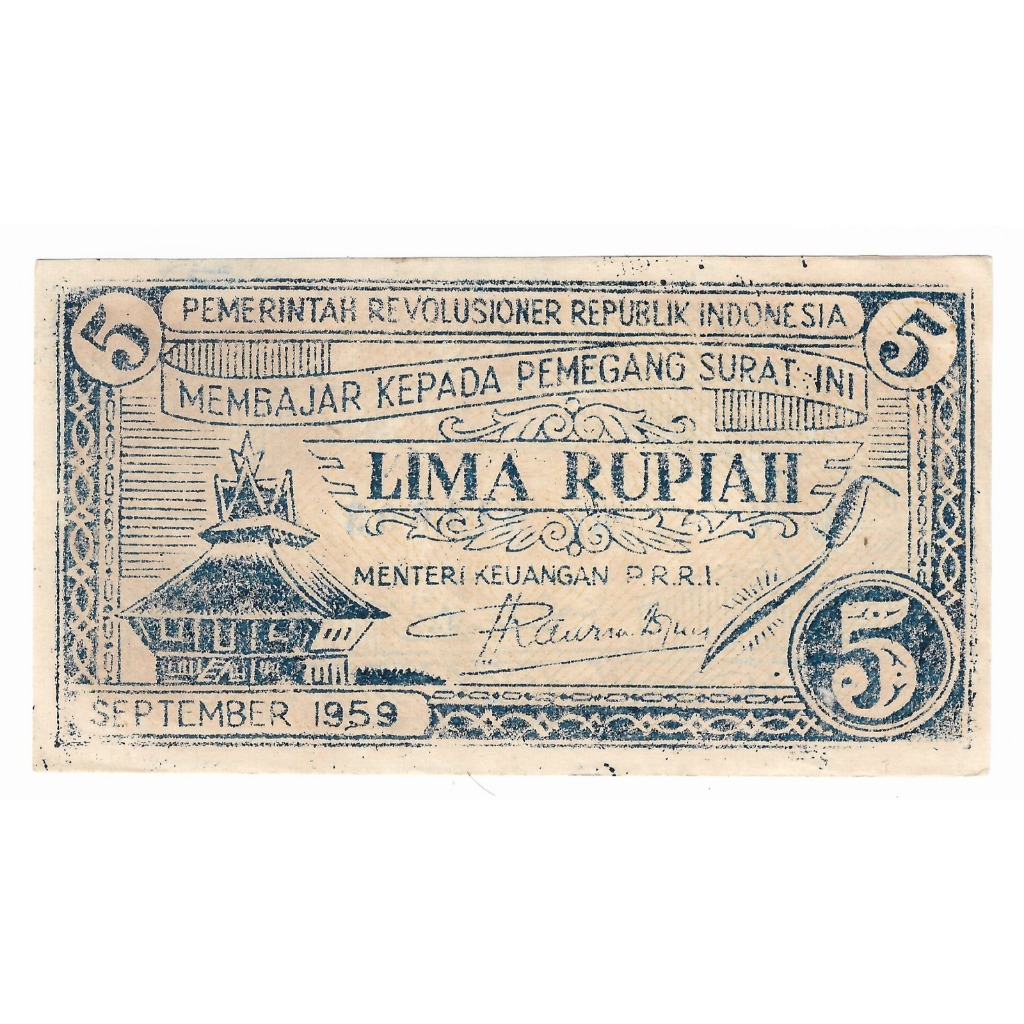 5 PEMERINTAH REVOLUSIONER REPUBLIK INDONESIA 5
MEMBAJAR KEPADA PEMEGANG SURAT INI
LIMA RUPIAH
MENTERI KEUANGAN P.R.R.I.
5
SEPTEMBER 1959